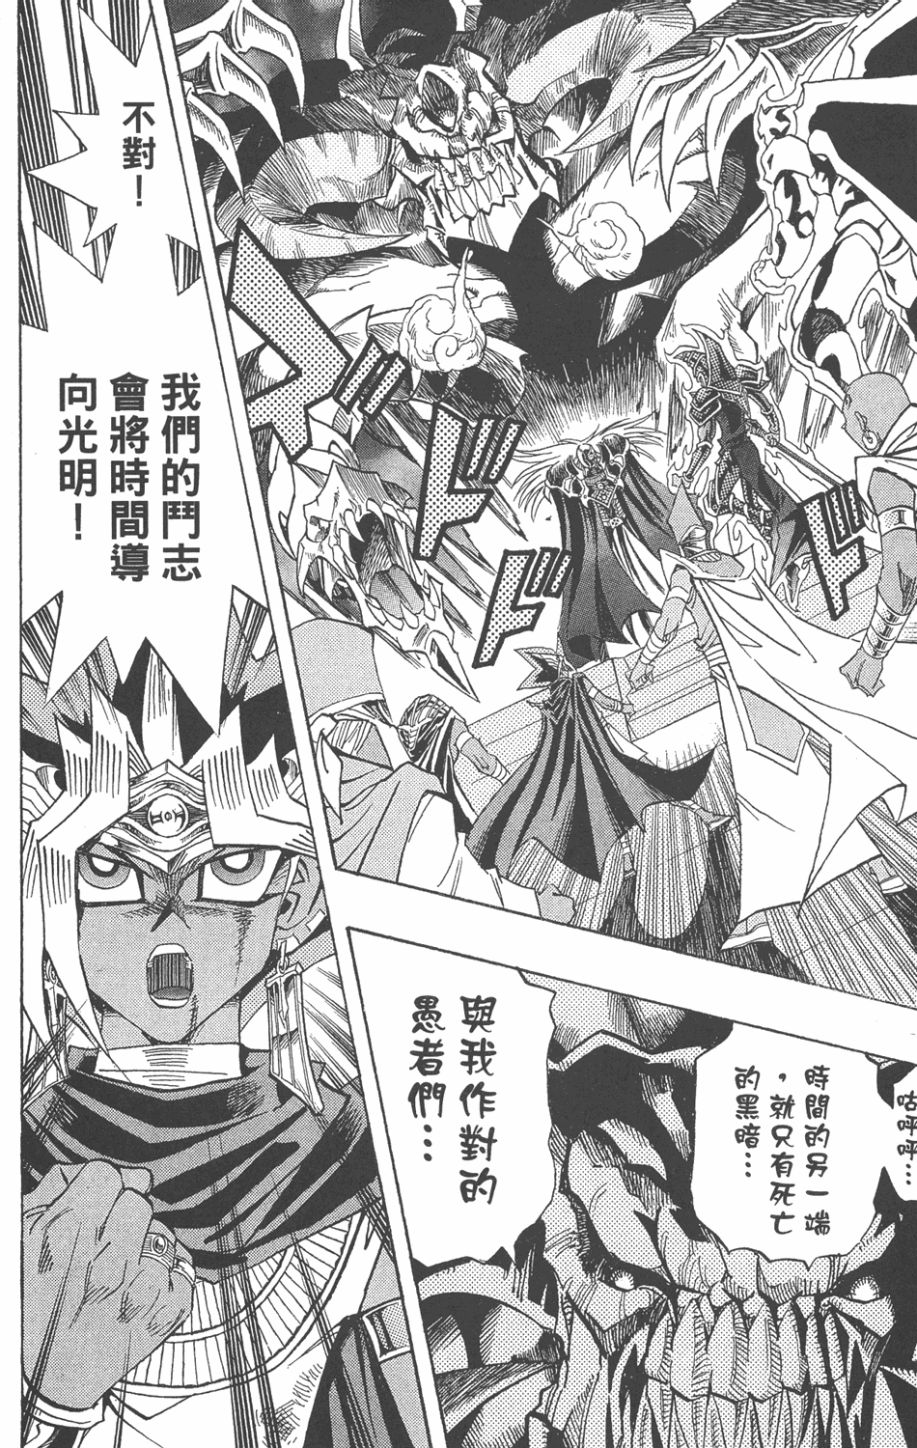 ドドドド
咕呼呼…
時間的另一端
，就只有死亡
的黑暗…
與我作對的
愚者們…
不對！
我們的鬥志
會將時間導
向光明！